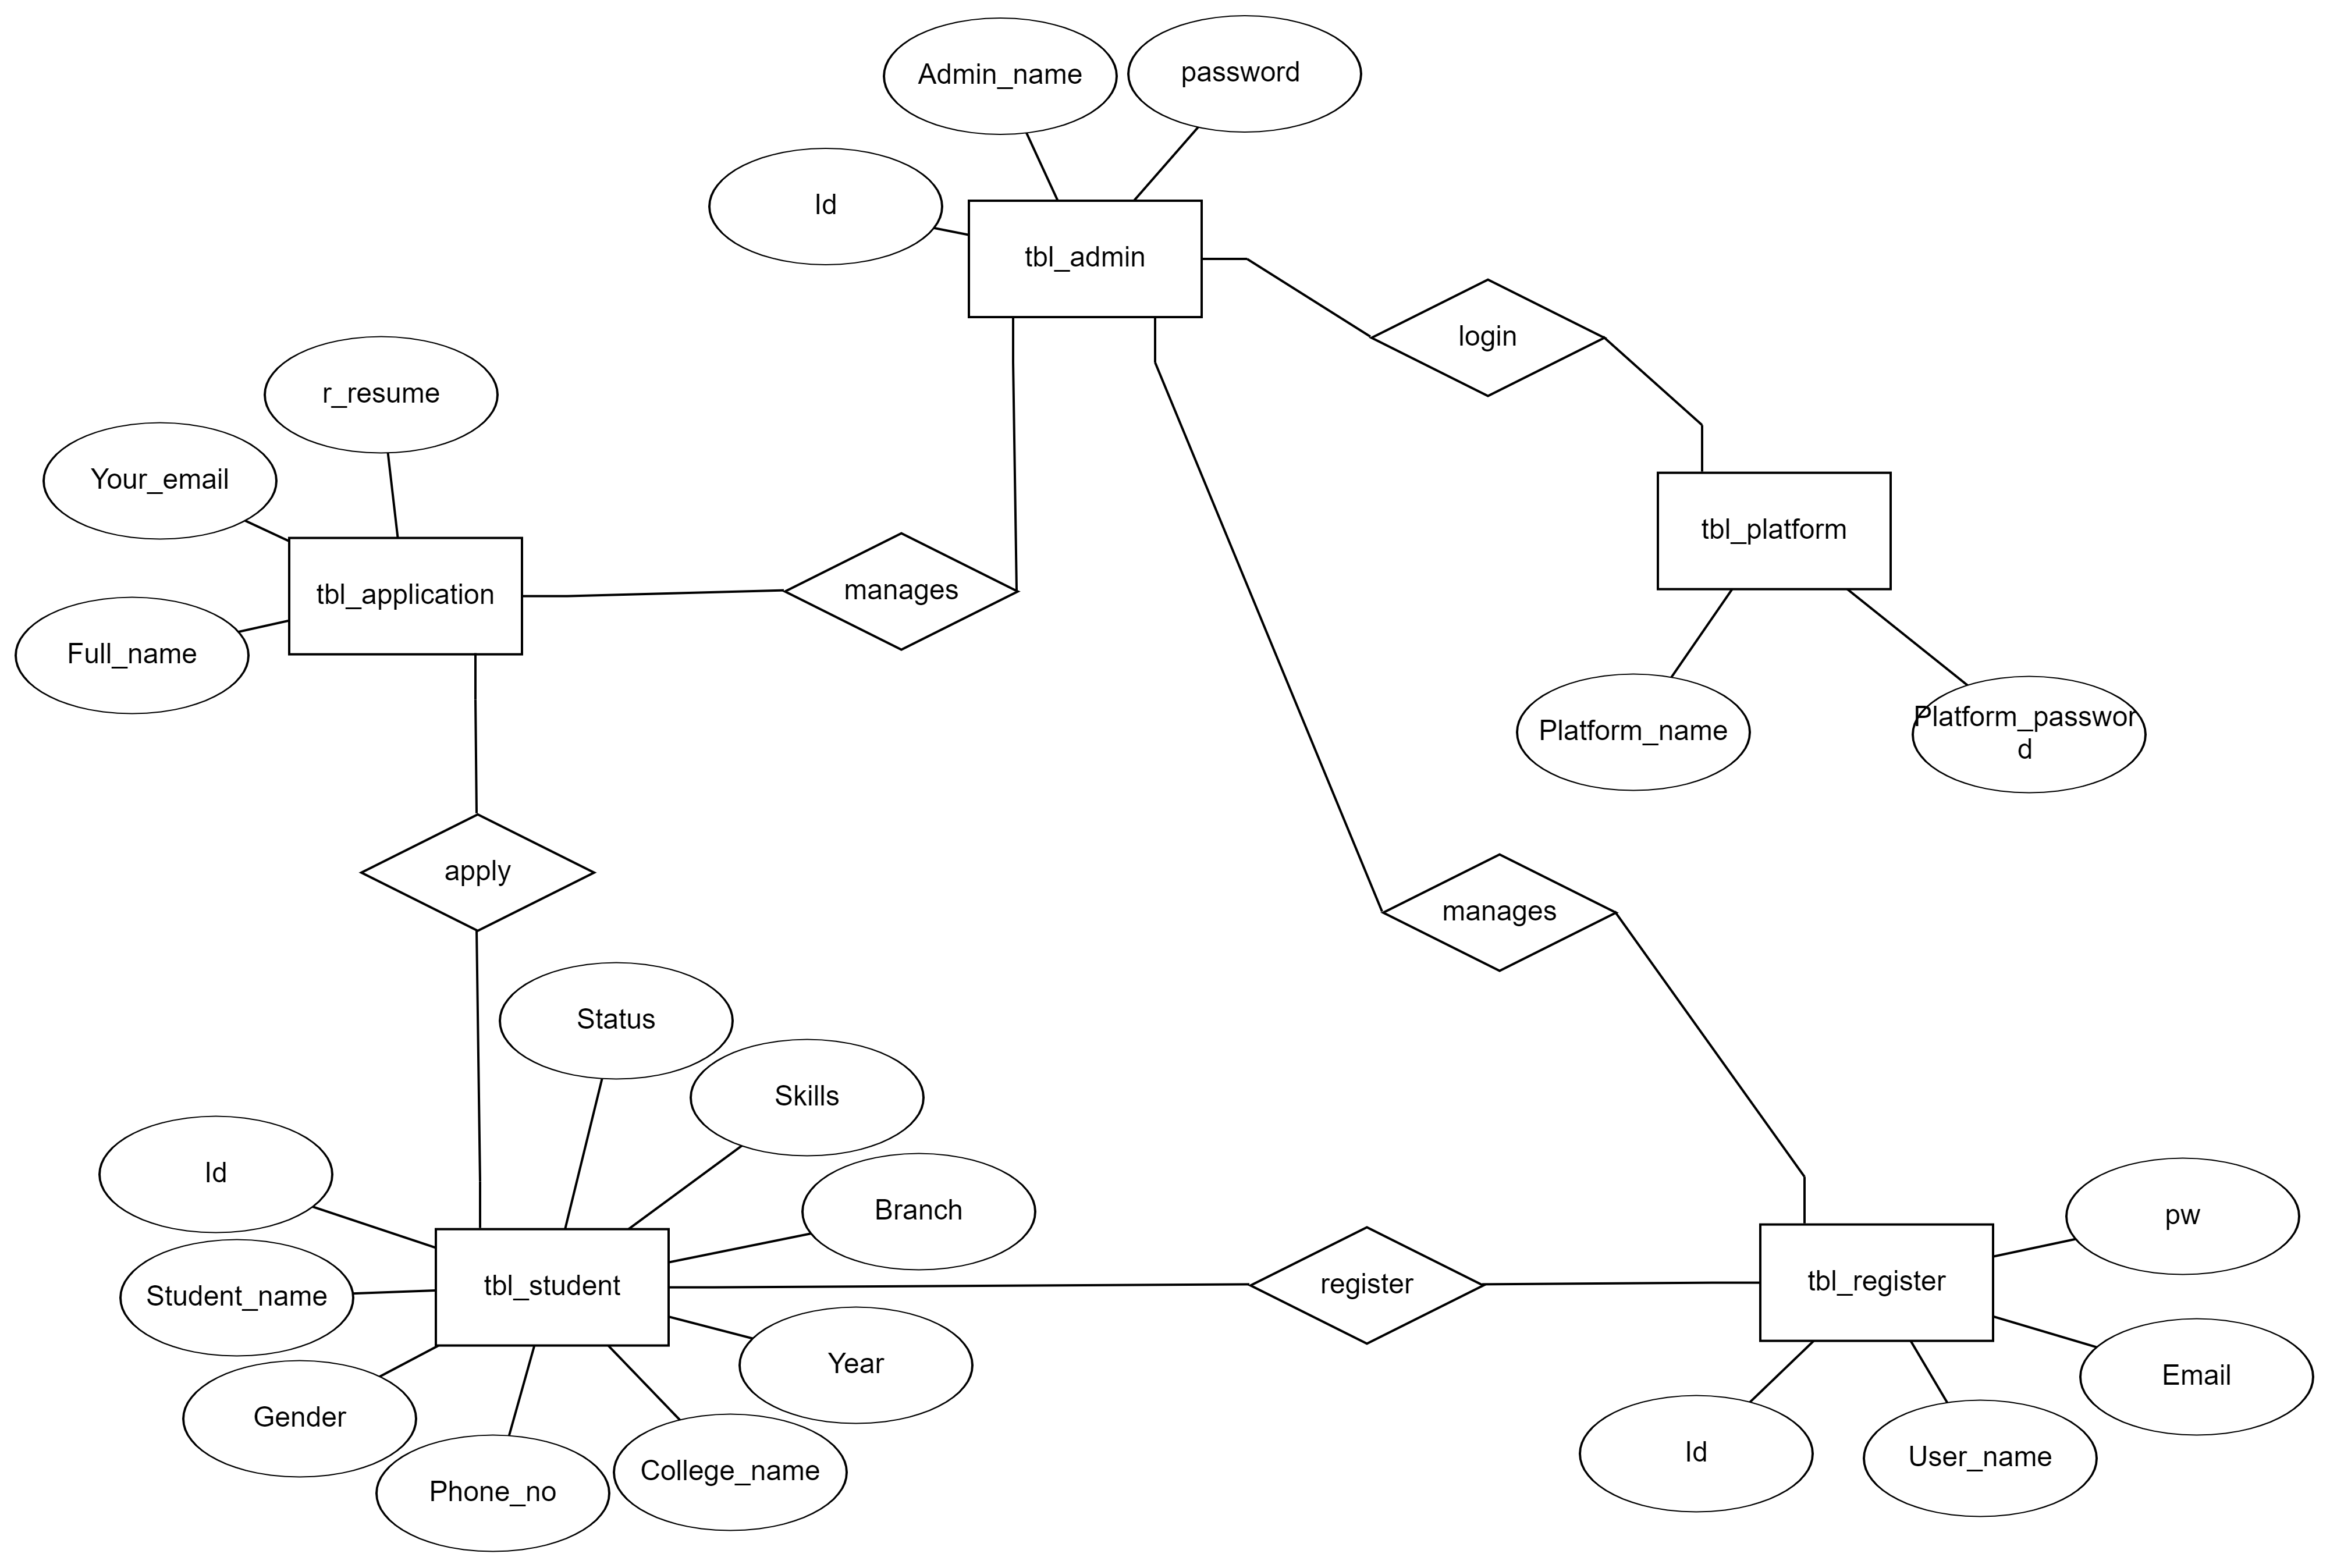 Admin_name
password
Id
tbl_admin
login
r_resume
Your_email
tbl_platform
tbl_application
manages
Full_name
Platform_name
Platform_passwor
d
apply
manages
Status
Skills
Id
Branch
pw
Student_name
tbl_student
register
tbl_register
Year
Email
Gender
College_name
Phone_no
Id
User_name